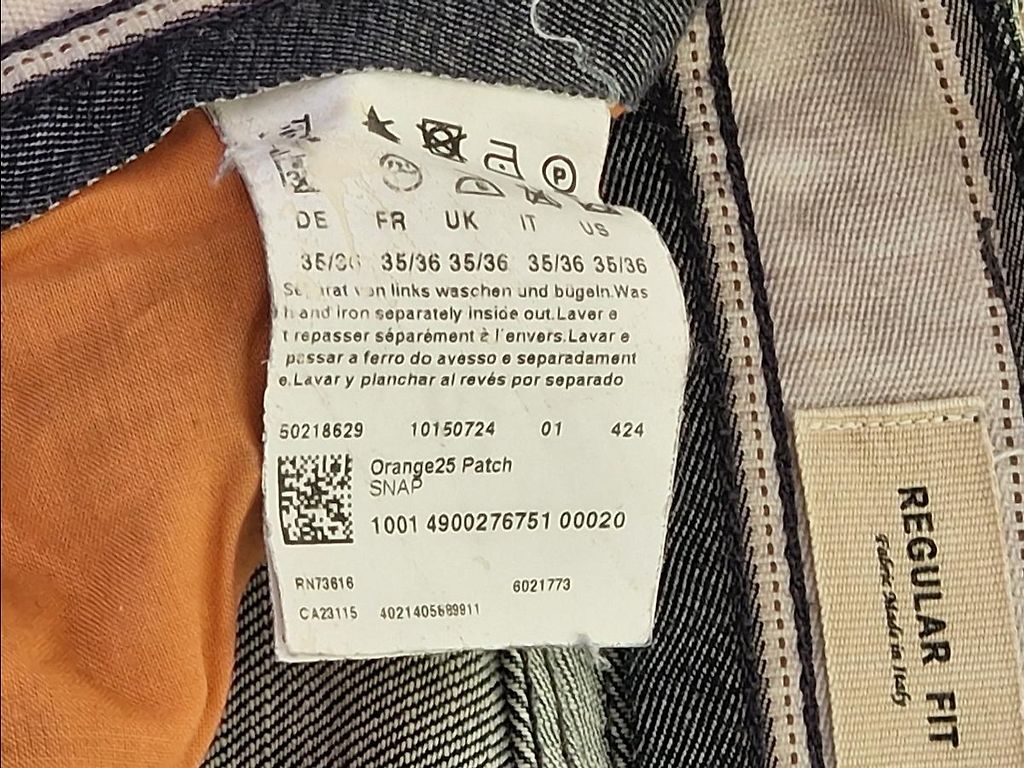 P
DE FR UK IT US
35/36 35/36 35/36 35/36 35/36
von links waschen und bügeln.Was
h and iron separately inside out.Laver e
t repasser séparément à l'envers.Lavar e
passar a ferro do avesso e separadament
e.Lavar y planchar al revés por separado
50218629 10150724 01 424
Orange25 Patch
SNAP
1001 4900276751 00020
RN73616 6021773
CA23115
REGULAR FIT
Fabric Made in Italy